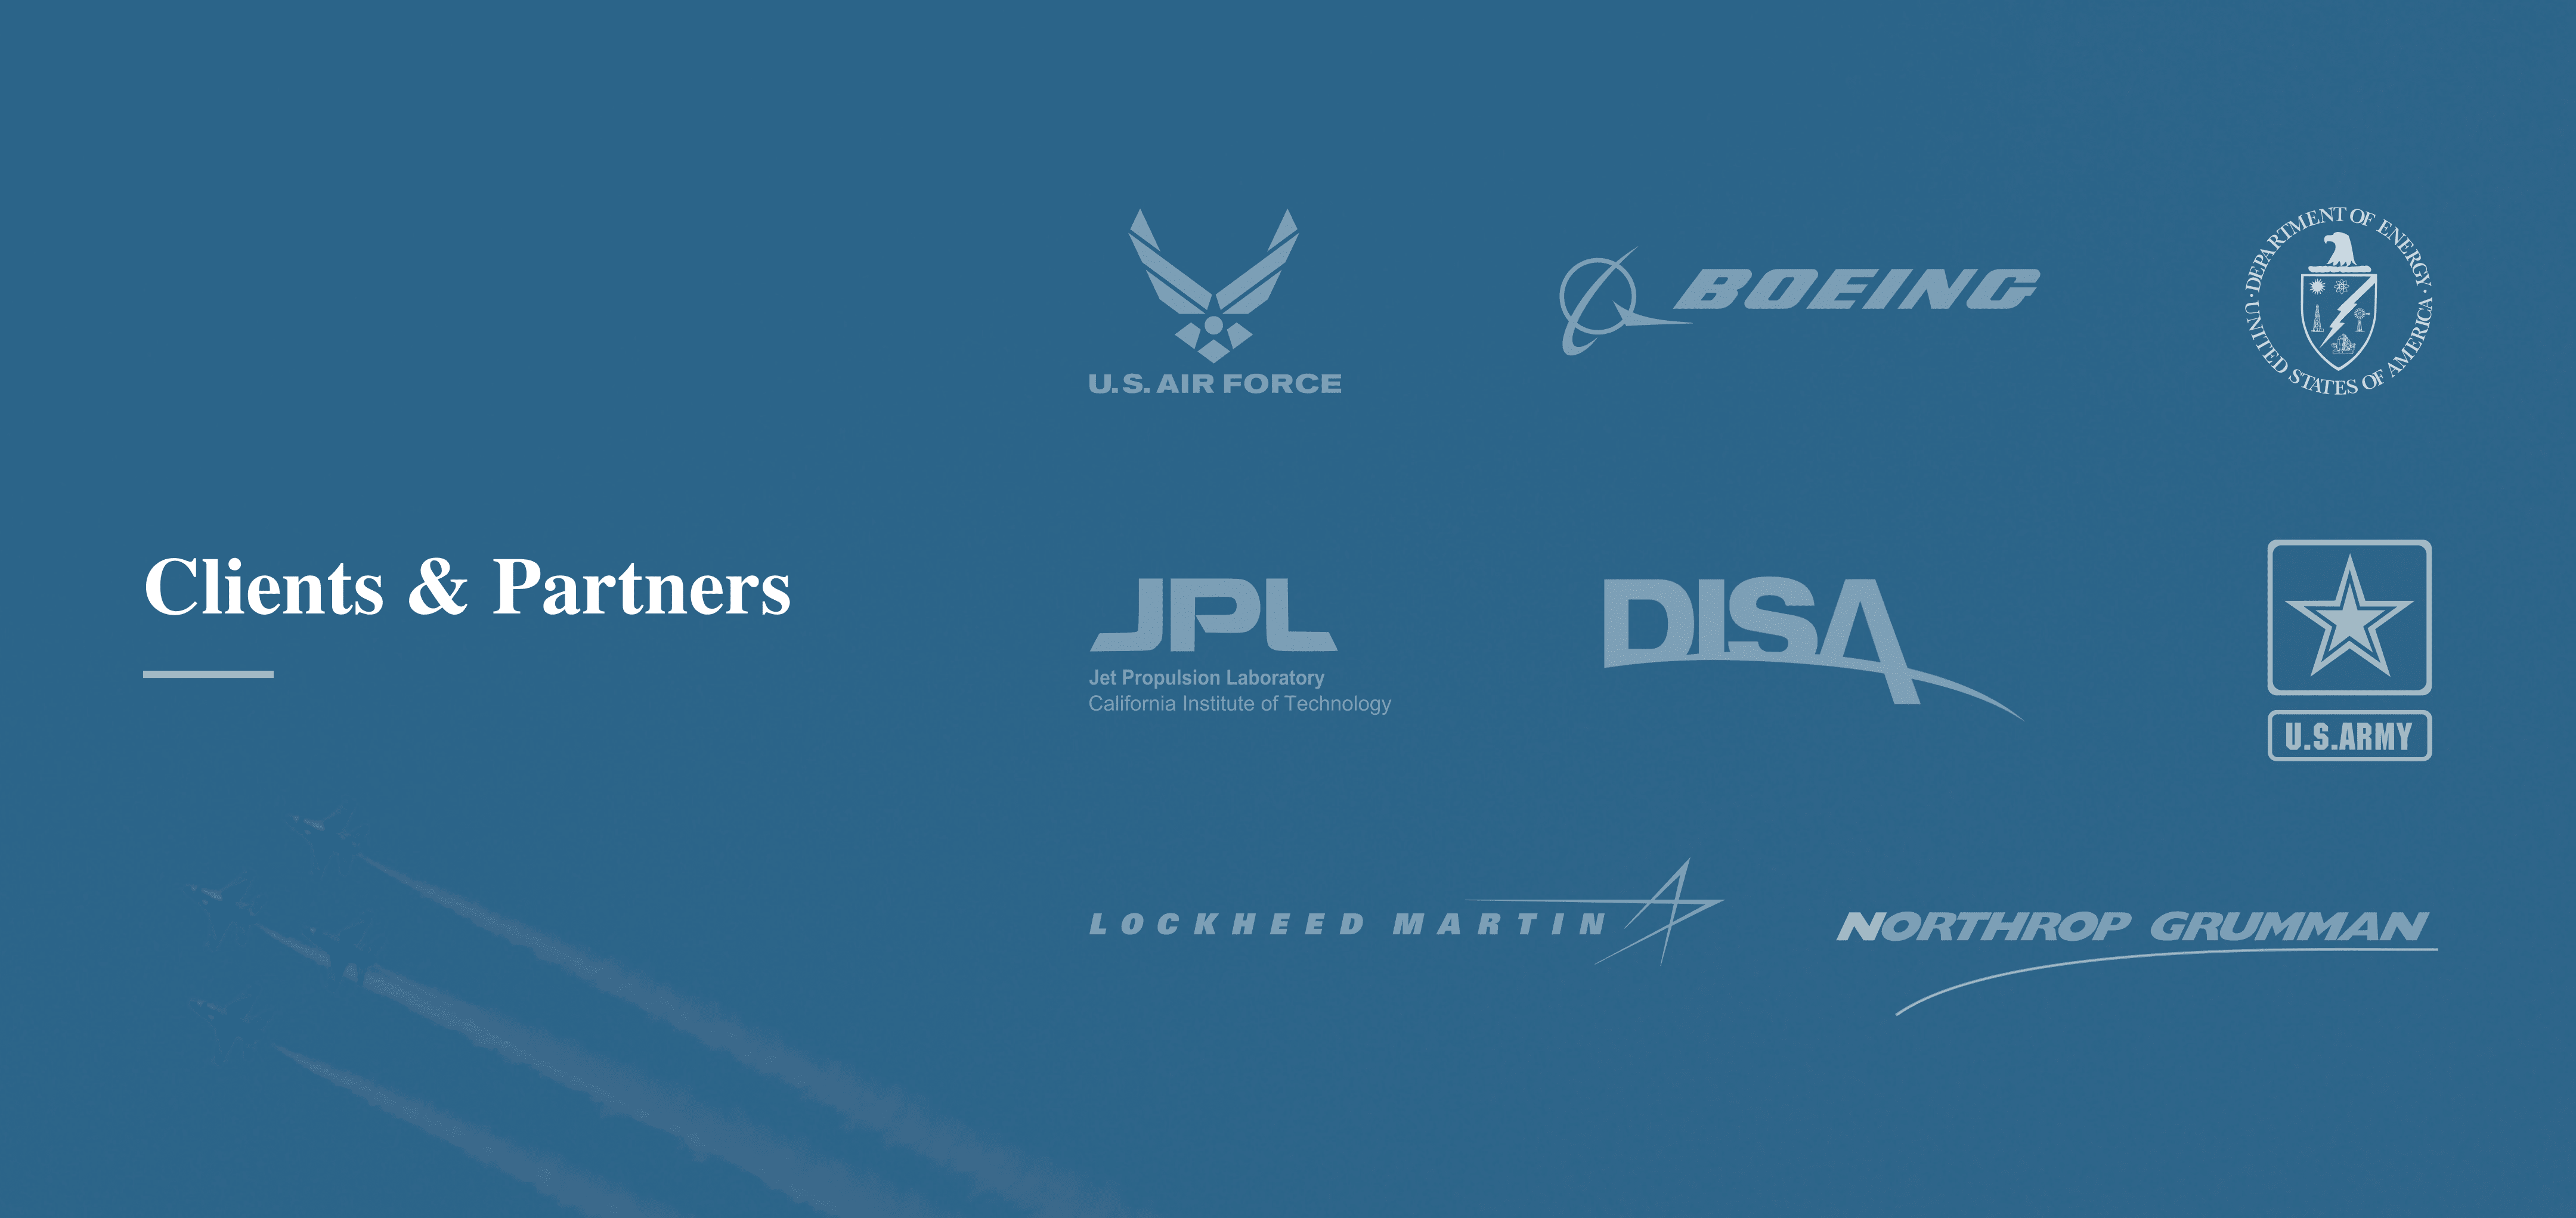 Clients & Partners
U.S. AIR FORCE
BOEING
·DEPARTMENT OF ENERGY·
UNITED STATES OF AMERICA
JPL
Jet Propulsion Laboratory
California Institute of Technology
DISA
U.S.ARMY
LOCKHEED MARTIN
NORTHROP GRUMMAN